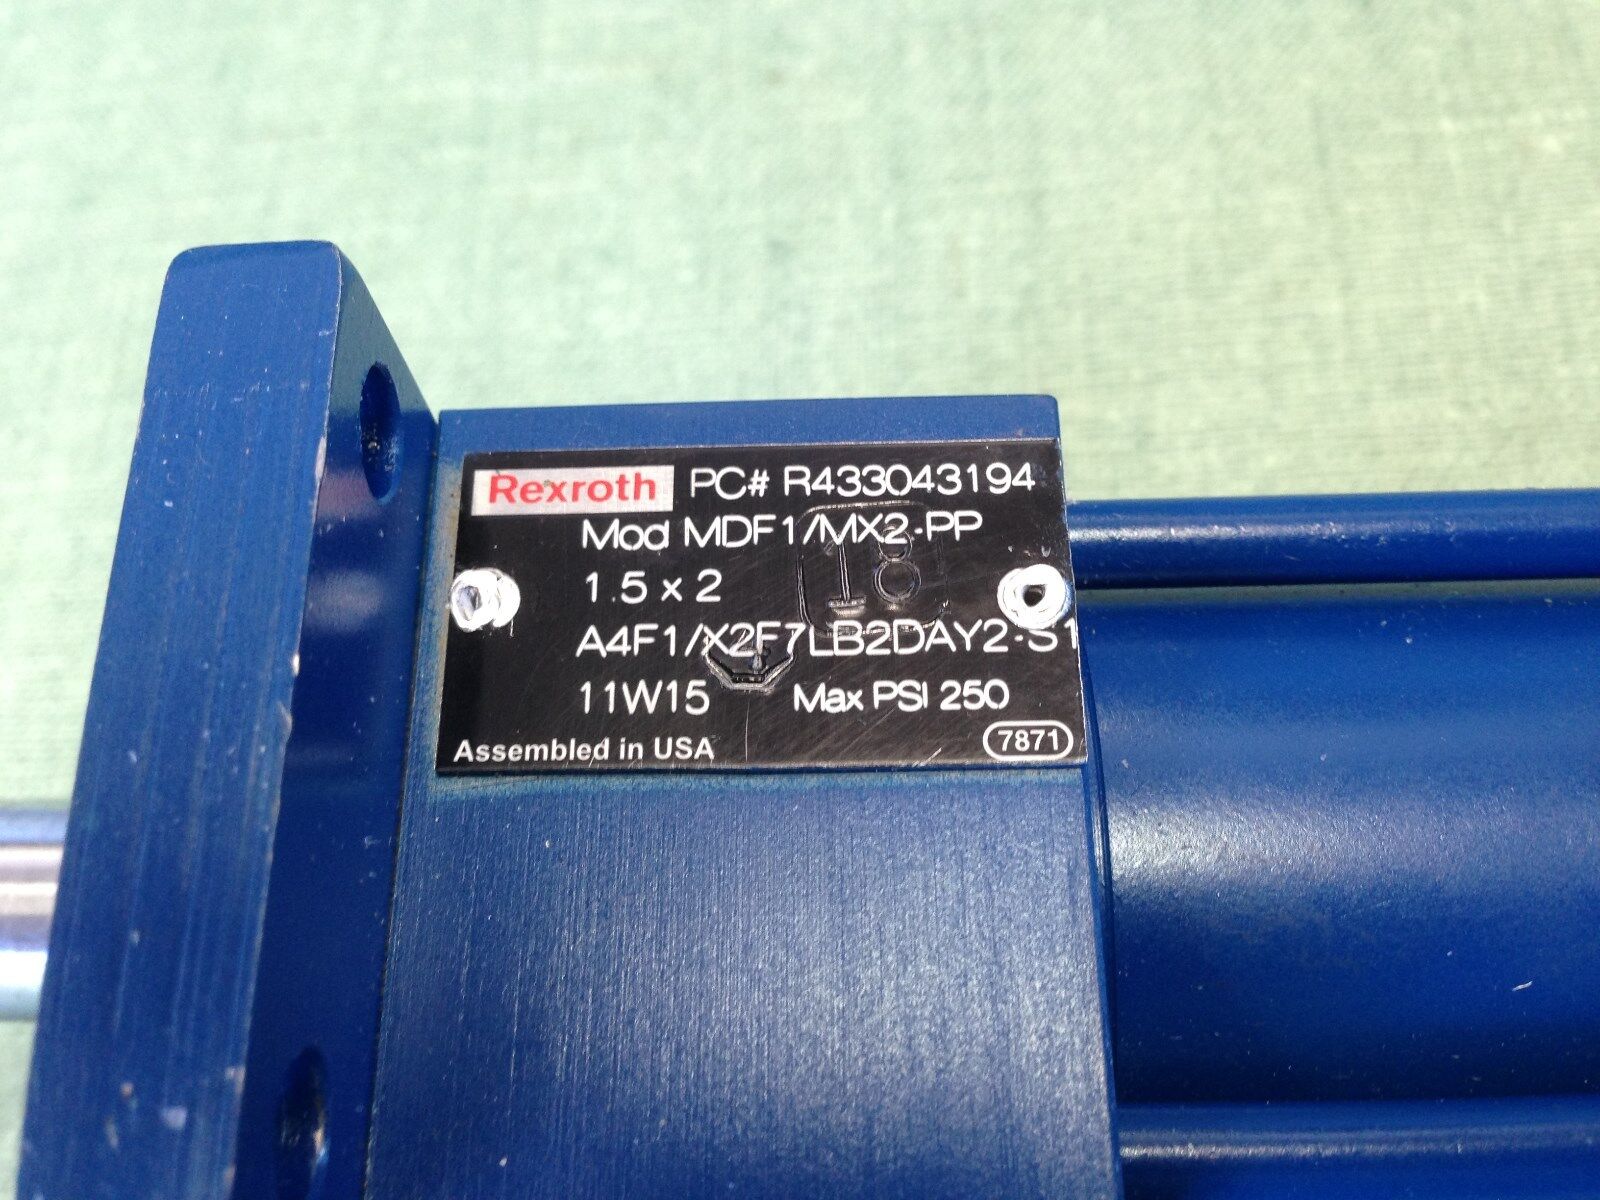 Rexroth PC# R433043194
Mod MDF1/MX2-PP
1.5 x 2
A4F1/X2F7LB2DAY2-S1
11W15 Max PSI 250
Assembled in USA 7871
18